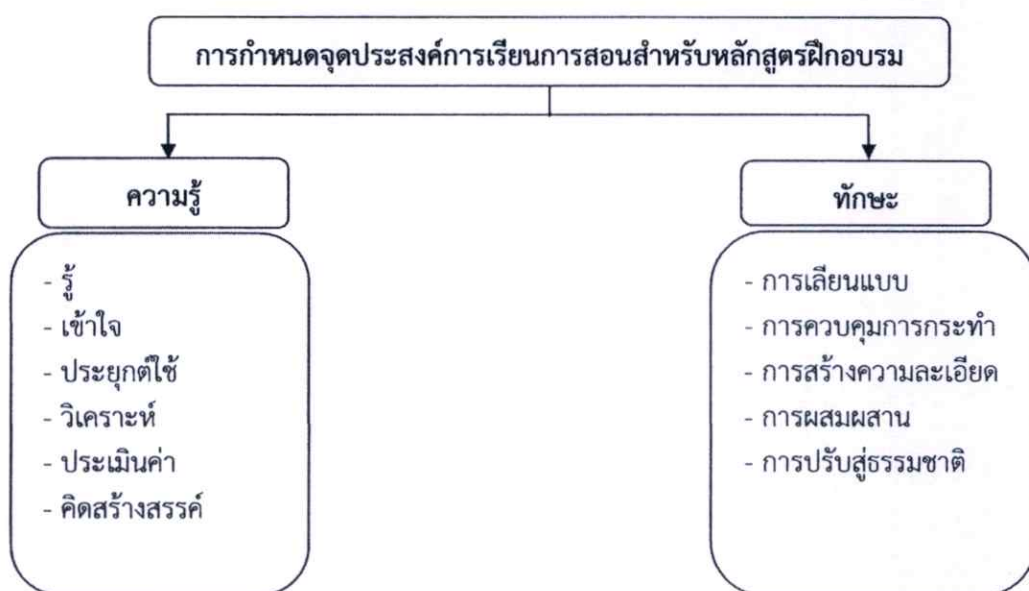 การกำหนดจุดประสงค์การเรียนการสอนสำหรับหลักสูตรฝึกอบรม
ความรู้
- รู้
- เข้าใจ
- ประยุกต์ใช้
- วิเคราะห์
- ประเมินค่า
- คิดสร้างสรรค์
ทักษะ
- การเลียนแบบ
- การควบคุมการกระทำ
- การสร้างความละเอียด
- การผสมผสาน
- การปรับสู่ธรรมชาติ